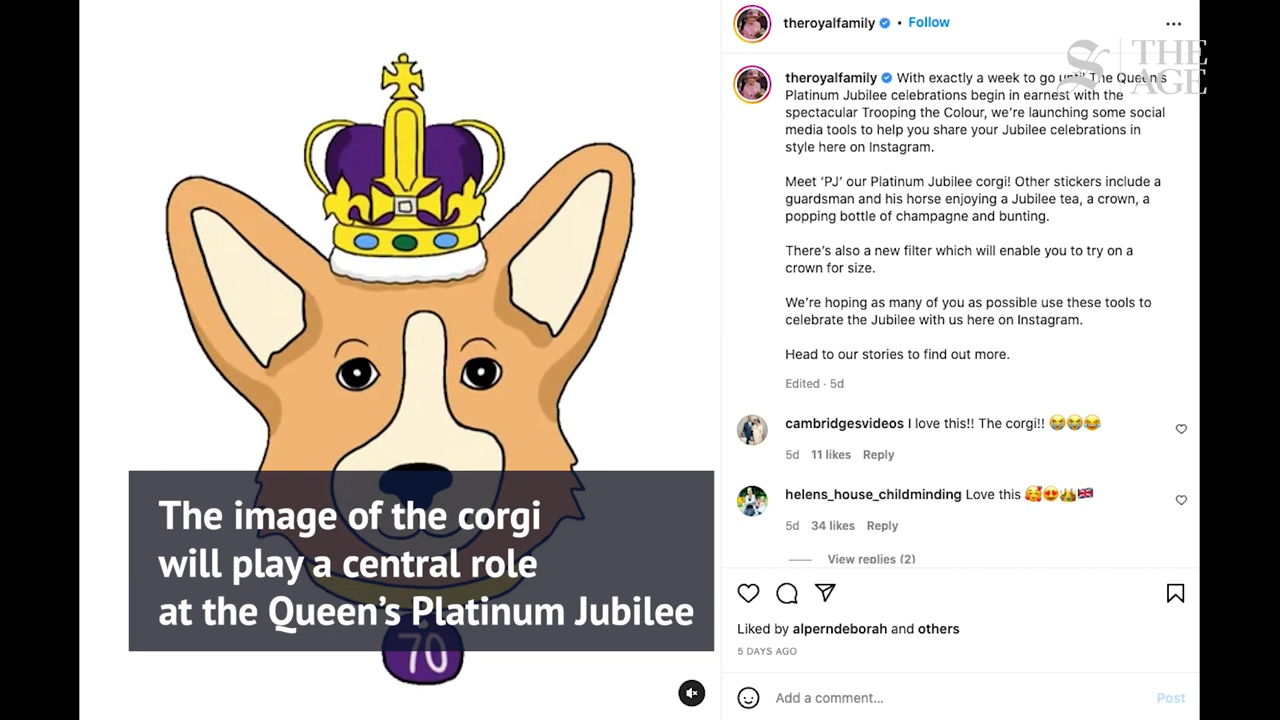 The image of the corgi
will play a central role
at the Queen's Platinum Jubilee
70
theroyalfamily • Follow
THE
AGE
theroyalfamily With exactly a week to go until The Queen's
Platinum Jubilee celebrations begin in earnest with the
spectacular Trooping the Colour, we're launching some social
media tools to help you share your Jubilee celebrations in
style here on Instagram.
Meet 'PJ' our Platinum Jubilee corgi! Other stickers include a
guardsman and his horse enjoying a Jubilee tea, a crown, a
popping bottle of champagne and bunting.
There's also a new filter which will enable you to try on a
crown for size.
We're hoping as many of you as possible use these tools to
celebrate the Jubilee with us here on Instagram.
Head to our stories to find out more.
Edited · 5d
cambridgesvideos I love this!! The corgi!! 😭😭😂
5d 11 likes Reply
helens_house_childminding Love this 🥰😍👑🇬🇧
5d 34 likes Reply
View replies (2)
Liked by alperndeborah and others
5 DAYS AGO
Add a comment...
Post